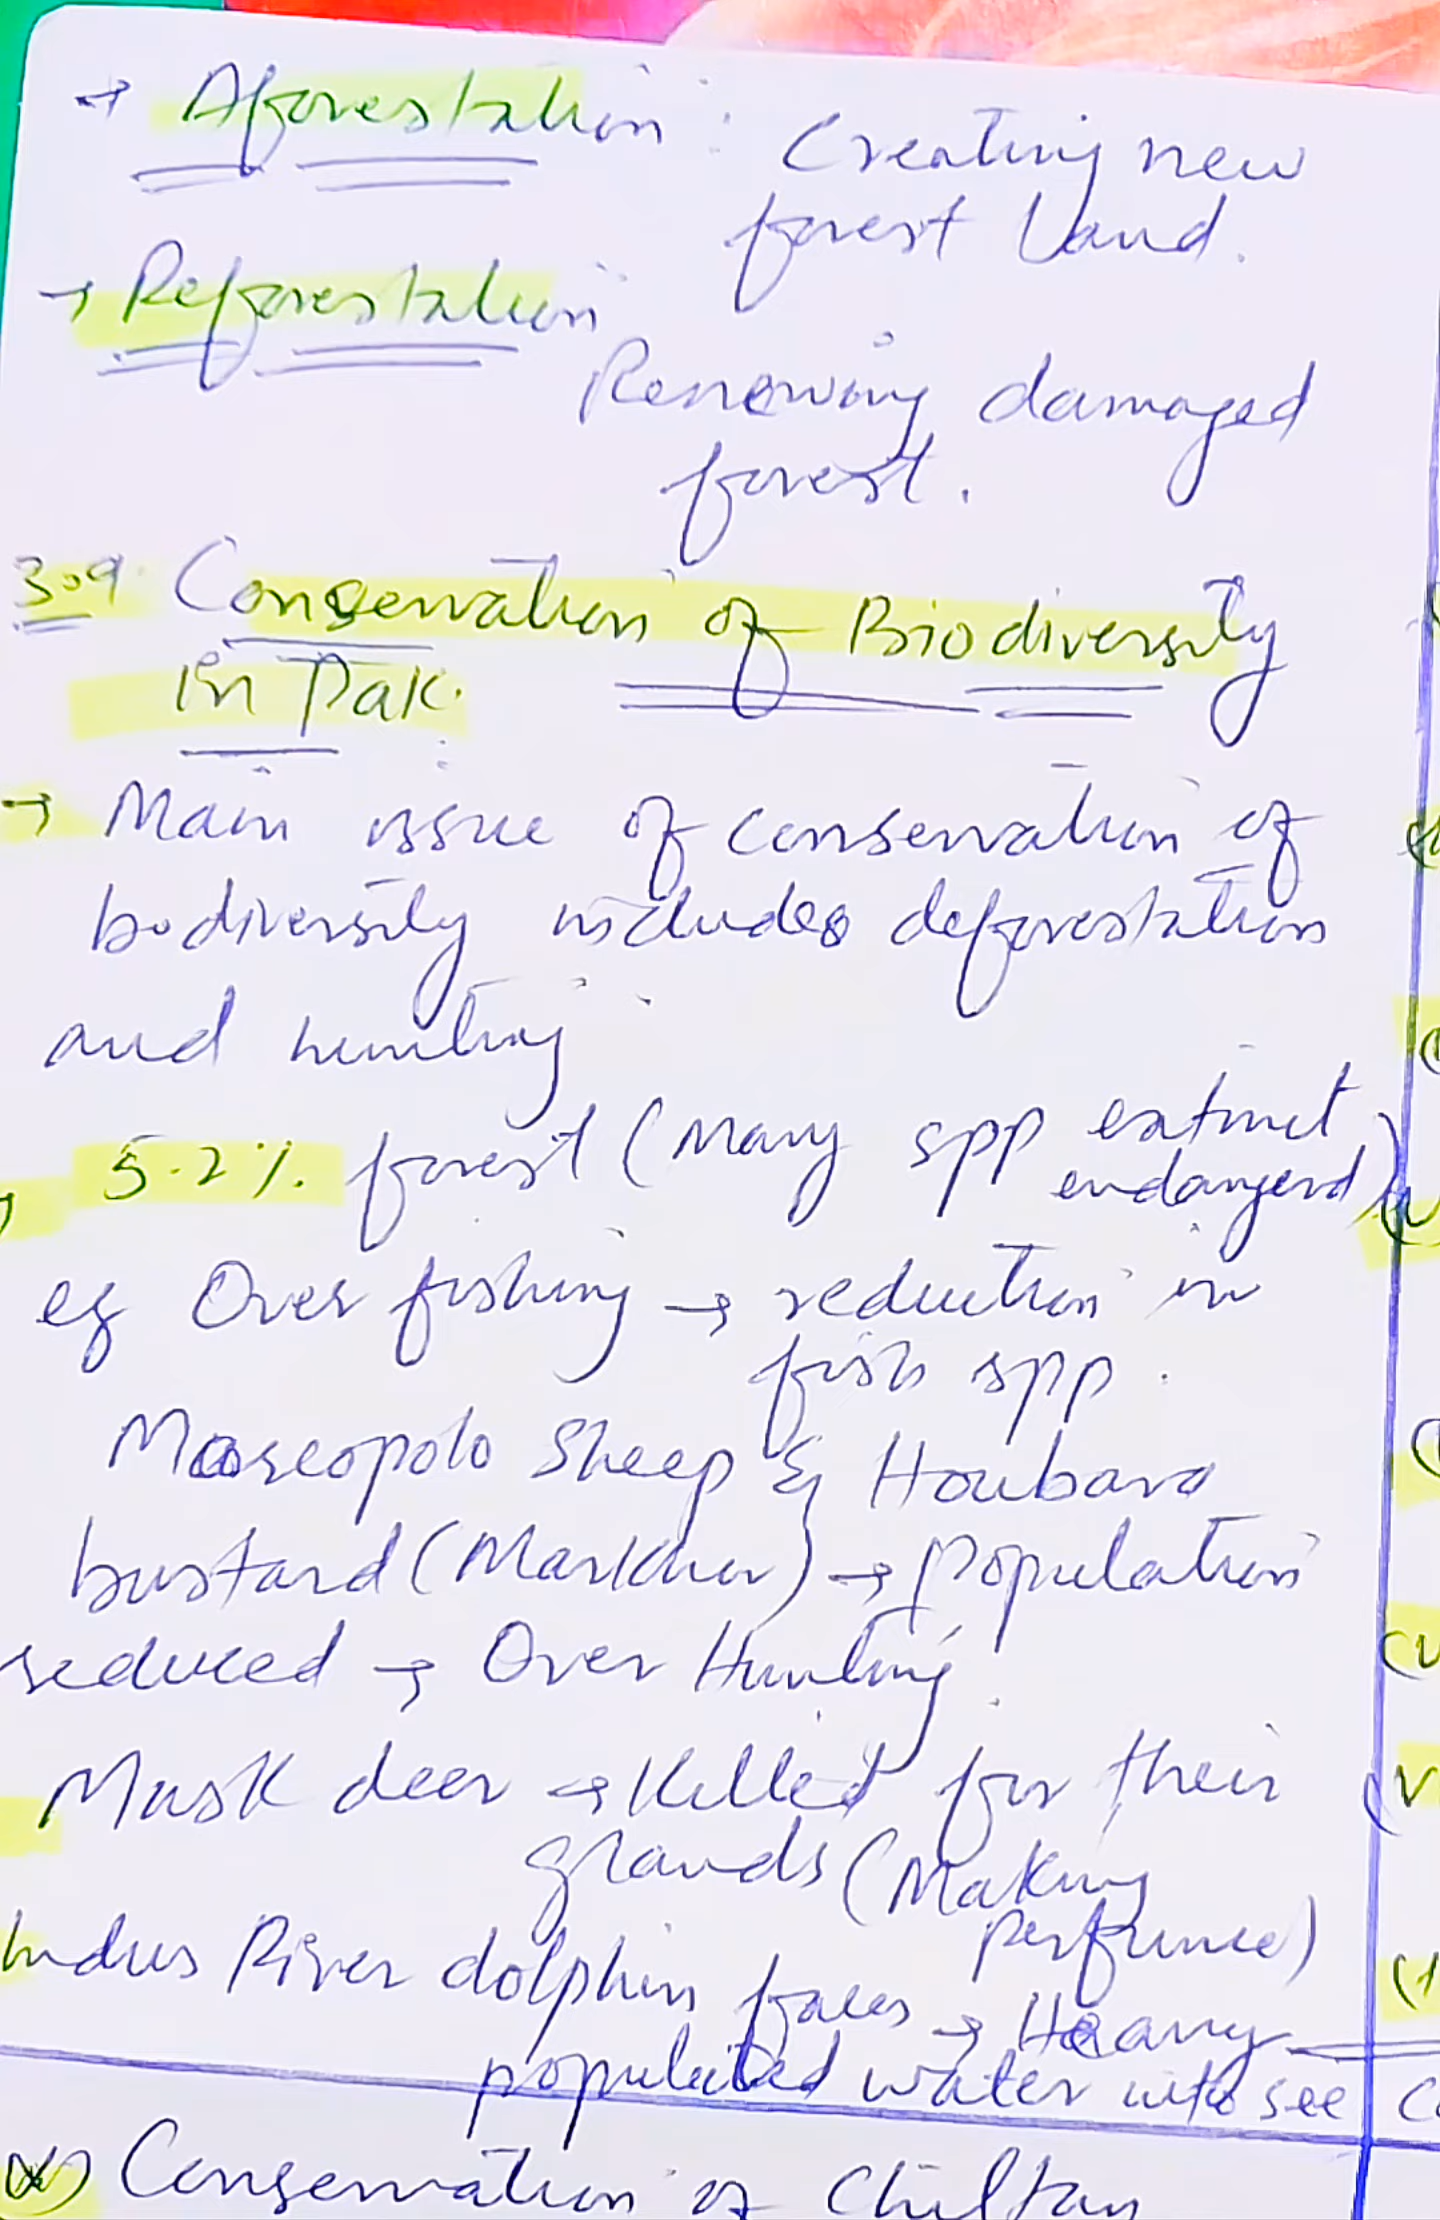 → Aforestation : Creating new
forest Land.
→ Reforestation
Renewing damaged
forest.
3.9 Conservation of Biodiversity
in Pak.
→ Main issue of conservation of
biodiversity includes deforestation
and hunting
5.2% forest (Many spp extinct,
endangerd)
eg Over fishing → reduction in
fish spp.
Marcopolo Sheep & Houbara
bustard (Markhor) → Population
reduced → Over Hunting.
Musk deer → Killed for their
glands (Making
perfume)
Indus River dolphin faces → Heavy
populated water into see
Conservation of Chiltan